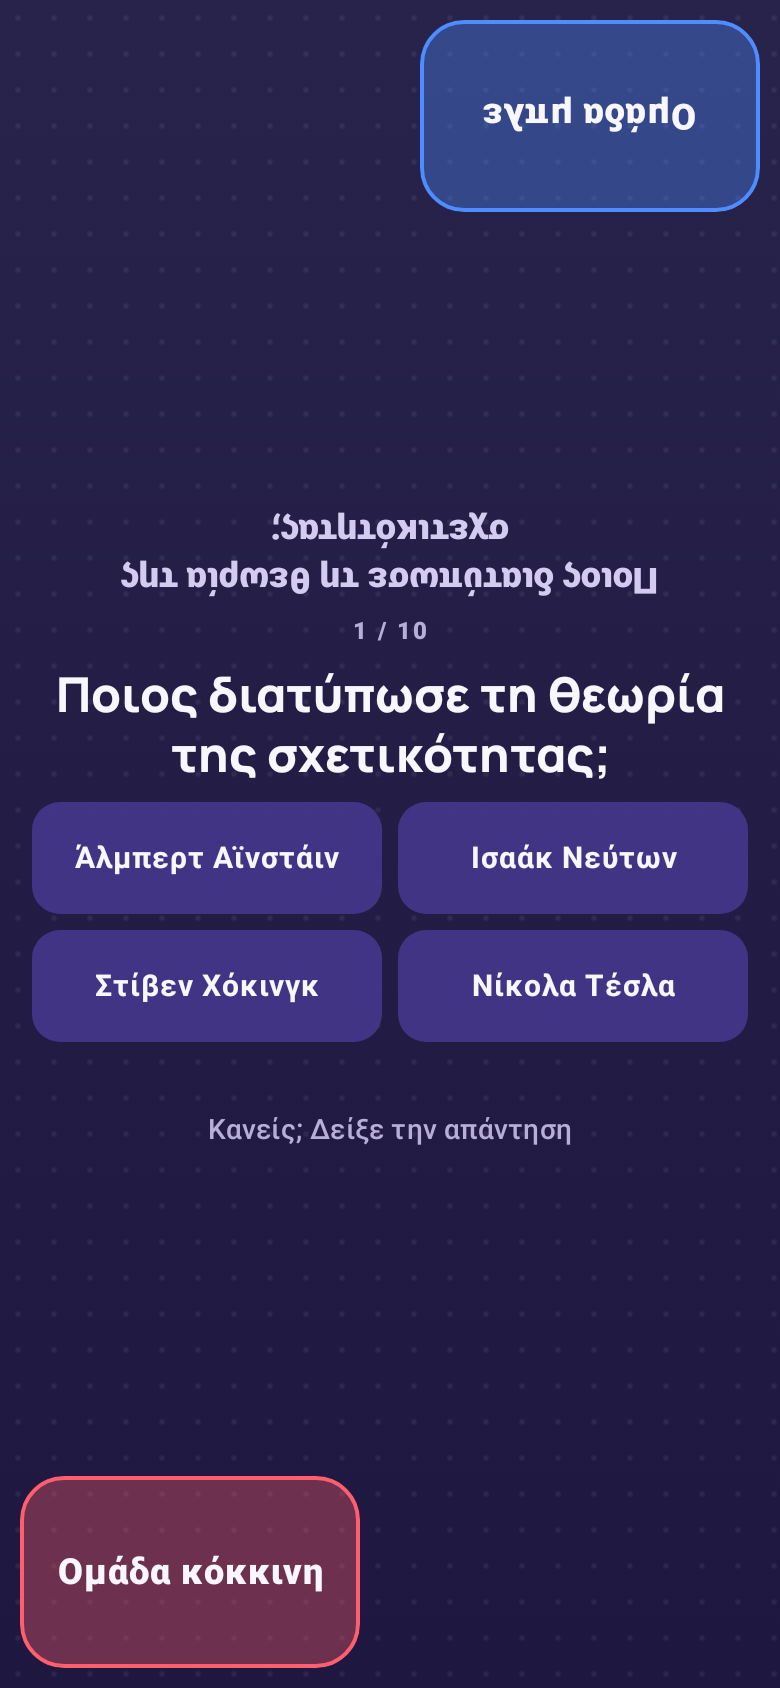 Ομάδα μπγε
Ποιος διατύπωσε τη θεωρία της
σχετικότητας;
1 / 10
Ποιος διατύπωσε τη θεωρία
της σχετικότητας;
Άλμπερτ Αϊνστάιν
Ισαάκ Νεύτων
Στίβεν Χόκινγκ
Νίκολα Τέσλα
Κανείς; Δείξε την απάντηση
Ομάδα κόκκινη